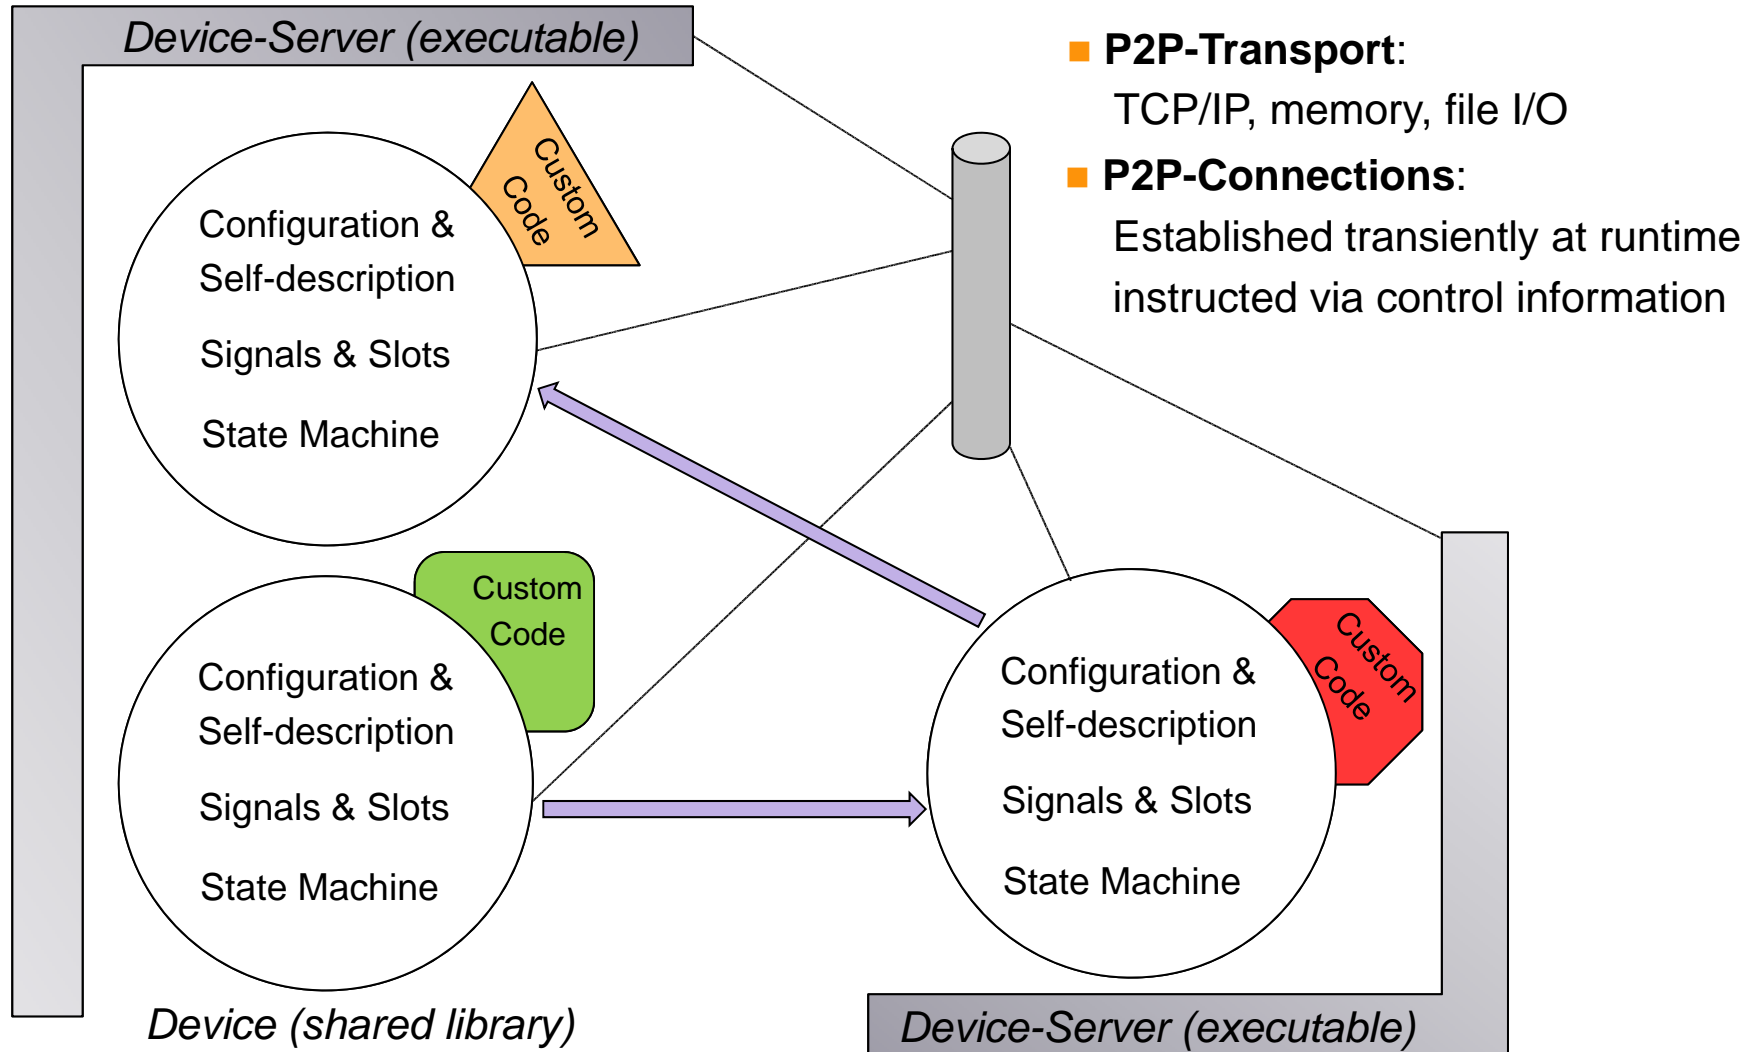 Device-Server (executable)
P2P-Transport:
TCP/IP, memory, file I/O
P2P-Connections:
Established transiently at runtime
instructed via control information
Custom
Code
Configuration &
Self-description
Signals & Slots
State Machine
Custom
Code
Configuration &
Self-description
Signals & Slots
State Machine
Custom
Code
Configuration &
Self-description
Signals & Slots
State Machine
Device (shared library)
Device-Server (executable)